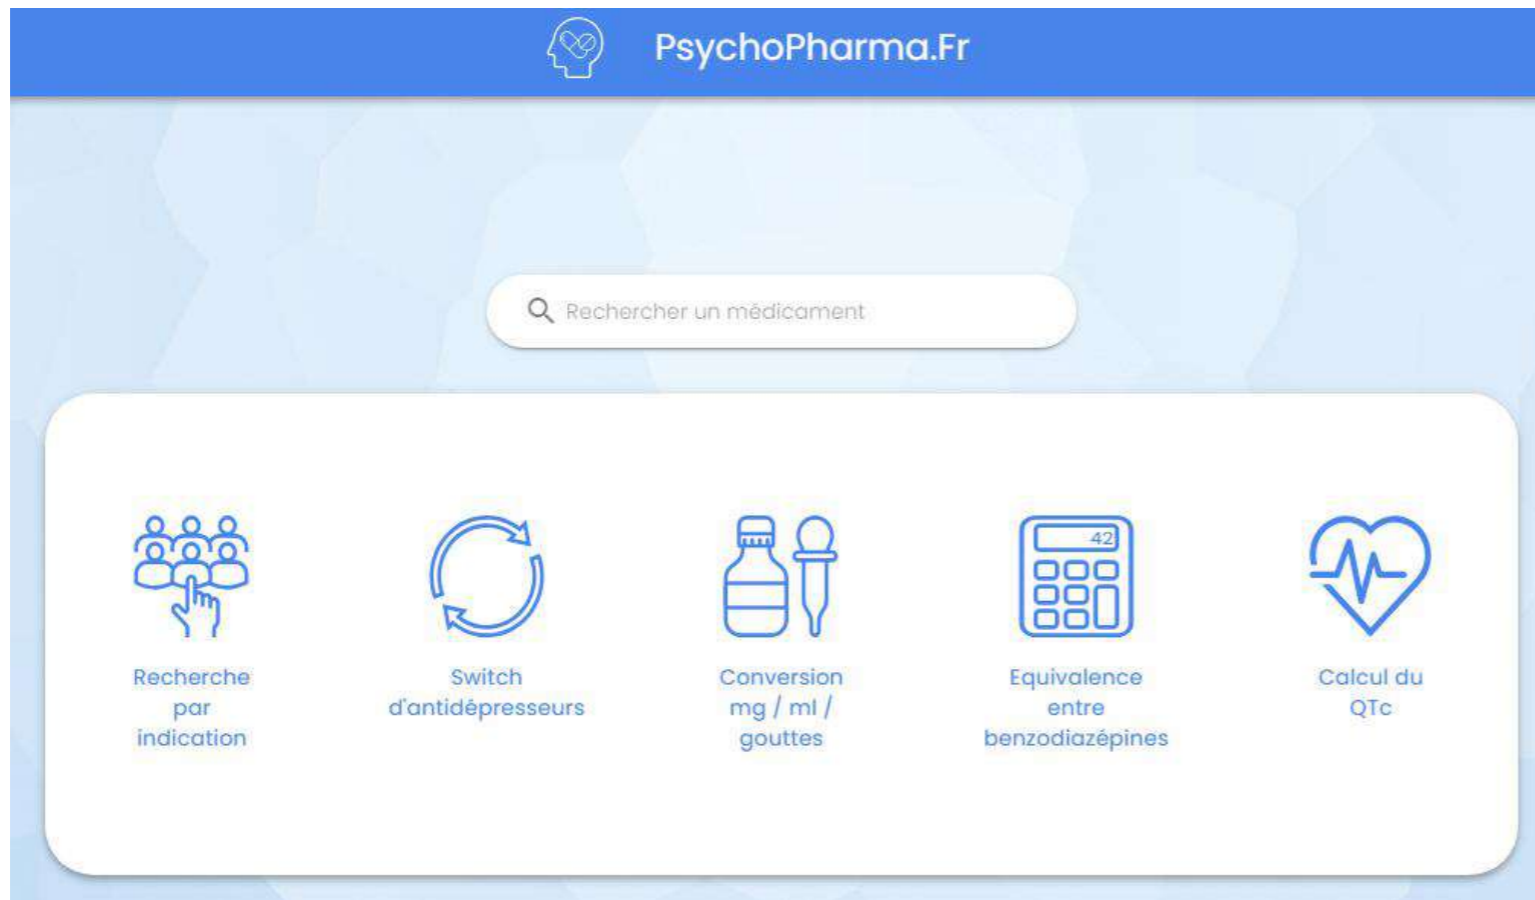 PsychoPharma.Fr
Rechercher un médicament
42
Recherche
par
indication
Switch
d'antidépresseurs
Conversion
mg / ml /
gouttes
Equivalence
entre
benzodiazépines
Calcul du
QTc